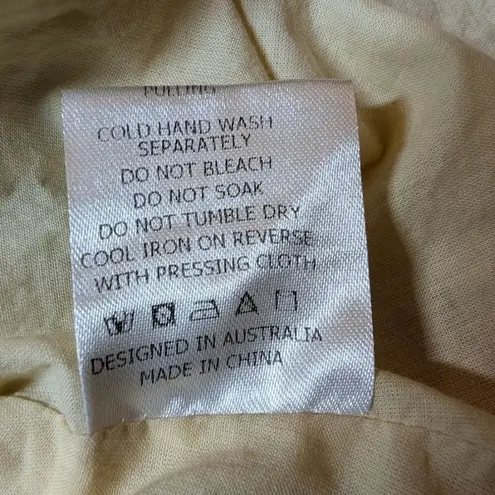 PULLING
COLD HAND WASH
SEPARATELY
DO NOT BLEACH
DO NOT SOAK
DO NOT TUMBLE DRY
COOL IRON ON REVERSE
WITH PRESSING CLOTH
DESIGNED IN AUSTRALIA
MADE IN CHINA